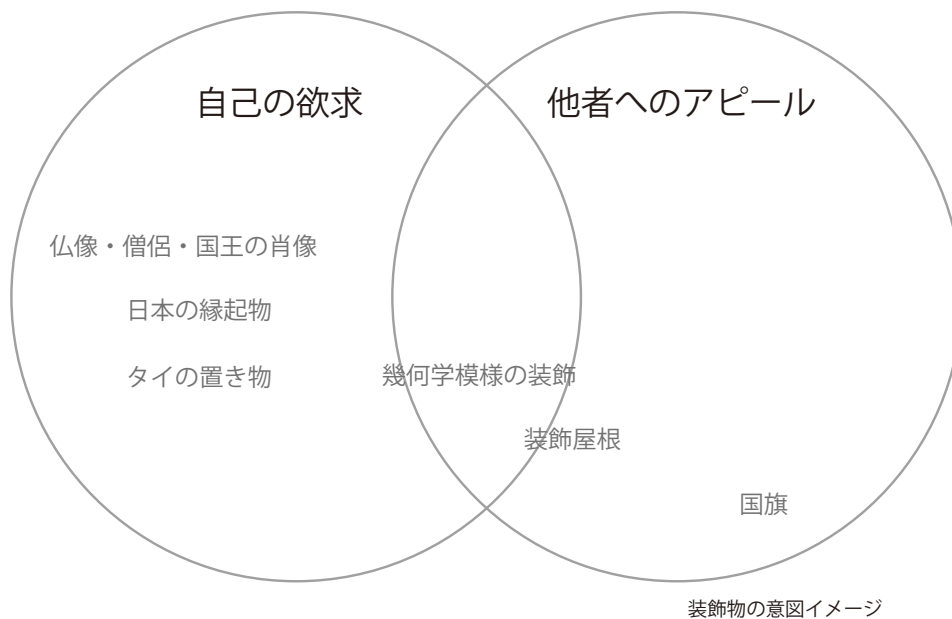 自己の欲求
他者へのアピール
仏像・僧侶・国王の肖像
日本の縁起物
タイの置き物
幾何学模様の装飾
装飾屋根
国旗
装飾物の意図イメージ